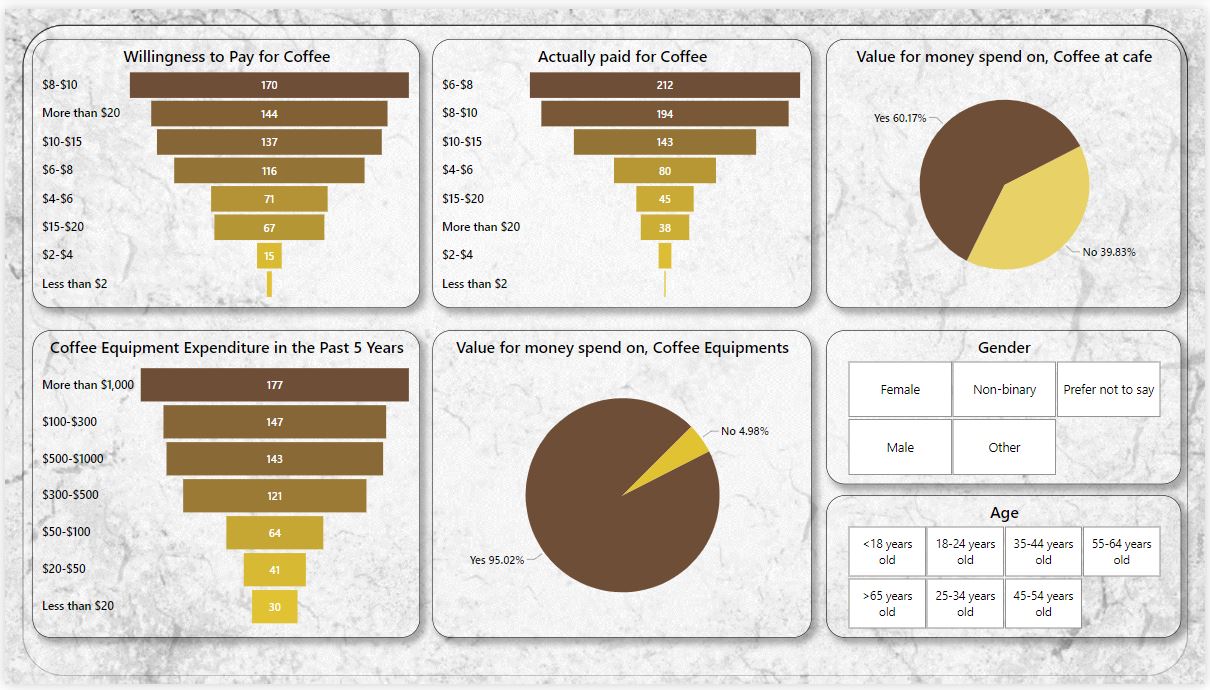 Willingness to Pay for Coffee
$8-$10
170
More than $20
144
$10-$15
137
$6-$8
116
$4-$6
71
$15-$20
67
$2-$4
15
Less than $2
Actually paid for Coffee
$6-$8
212
$8-$10
194
$10-$15
143
$4-$6
80
$15-$20
45
More than $20
38
$2-$4
Less than $2
Value for money spend on, Coffee at cafe
Yes 60.17%
No 39.83%
Coffee Equipment Expenditure in the Past 5 Years
More than $1,000
177
$100-$300
147
$500-$1000
143
$300-$500
121
$50-$100
64
$20-$50
41
Less than $20
30
Value for money spend on, Coffee Equipments
No 4.98%
Yes 95.02%
Gender
Female
Non-binary
Prefer not to say
Male
Other
Age
<18 years
old
18-24 years
old
35-44 years
old
55-64 years
old
>65 years
old
25-34 years
old
45-54 years
old